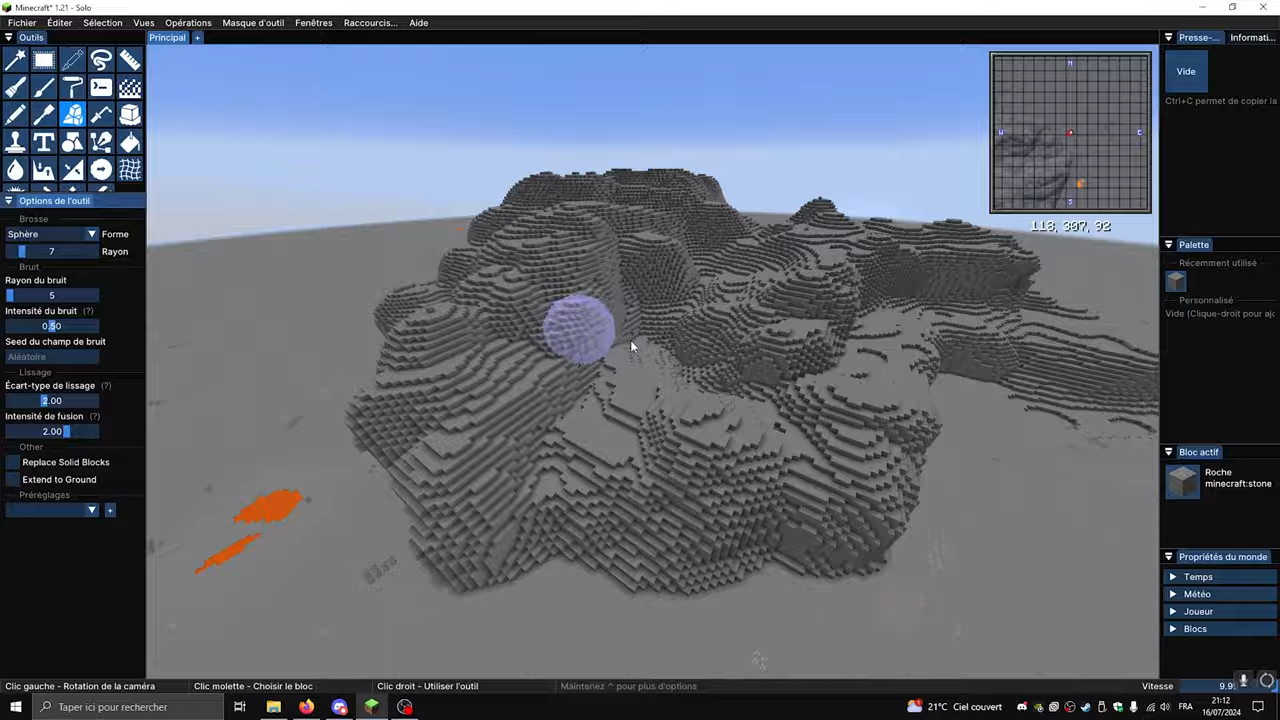 Minecraft* 1.21 - Solo
Fichier Éditer Sélection Vues Opérations Masque d'outil Fenêtres Raccourcis... Aide
Outils
Principal +
Presse-... Informati...
Vide
Ctrl+C permet de copier la
N
W
S
118, 307, 92
Options de l'outil
Brosse
Sphère Forme
7 Rayon
Bruit
Rayon du bruit
5
Intensité du bruit (?)
0.50
Seed du champ de bruit
Aléatoire
Lissage
Écart-type de lissage (?)
2.00
Intensité de fusion (?)
2.00
Other
Replace Solid Blocks
Extend to Ground
Préréglages
+
Palette
Récemment utilisé
Personnalisé
Vide (Clique-droit pour ajo
Bloc actif
Roche
minecraft:stone
Propriétés du monde
Temps
Météo
Joueur
Blocs
Clic gauche - Rotation de la caméra Clic molette - Choisir le bloc Clic droit - Utiliser l'outil Maintenez ^ pour plus d'options Vitesse
Taper ici pour rechercher
21°C Ciel couvert
FRA
21:12
16/07/2024